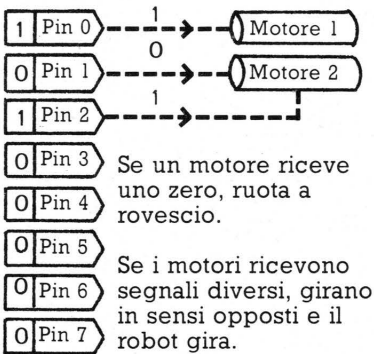 1 Pin 0 1 Motore 1
0 Pin 1 0 Motore 2
1 Pin 2 1
0 Pin 3
0 Pin 4
0 Pin 5
0 Pin 6
0 Pin 7
Se un motore riceve
uno zero, ruota a
rovescio.
Se i motori ricevono
segnali diversi, girano
in sensi opposti e il
robot gira.